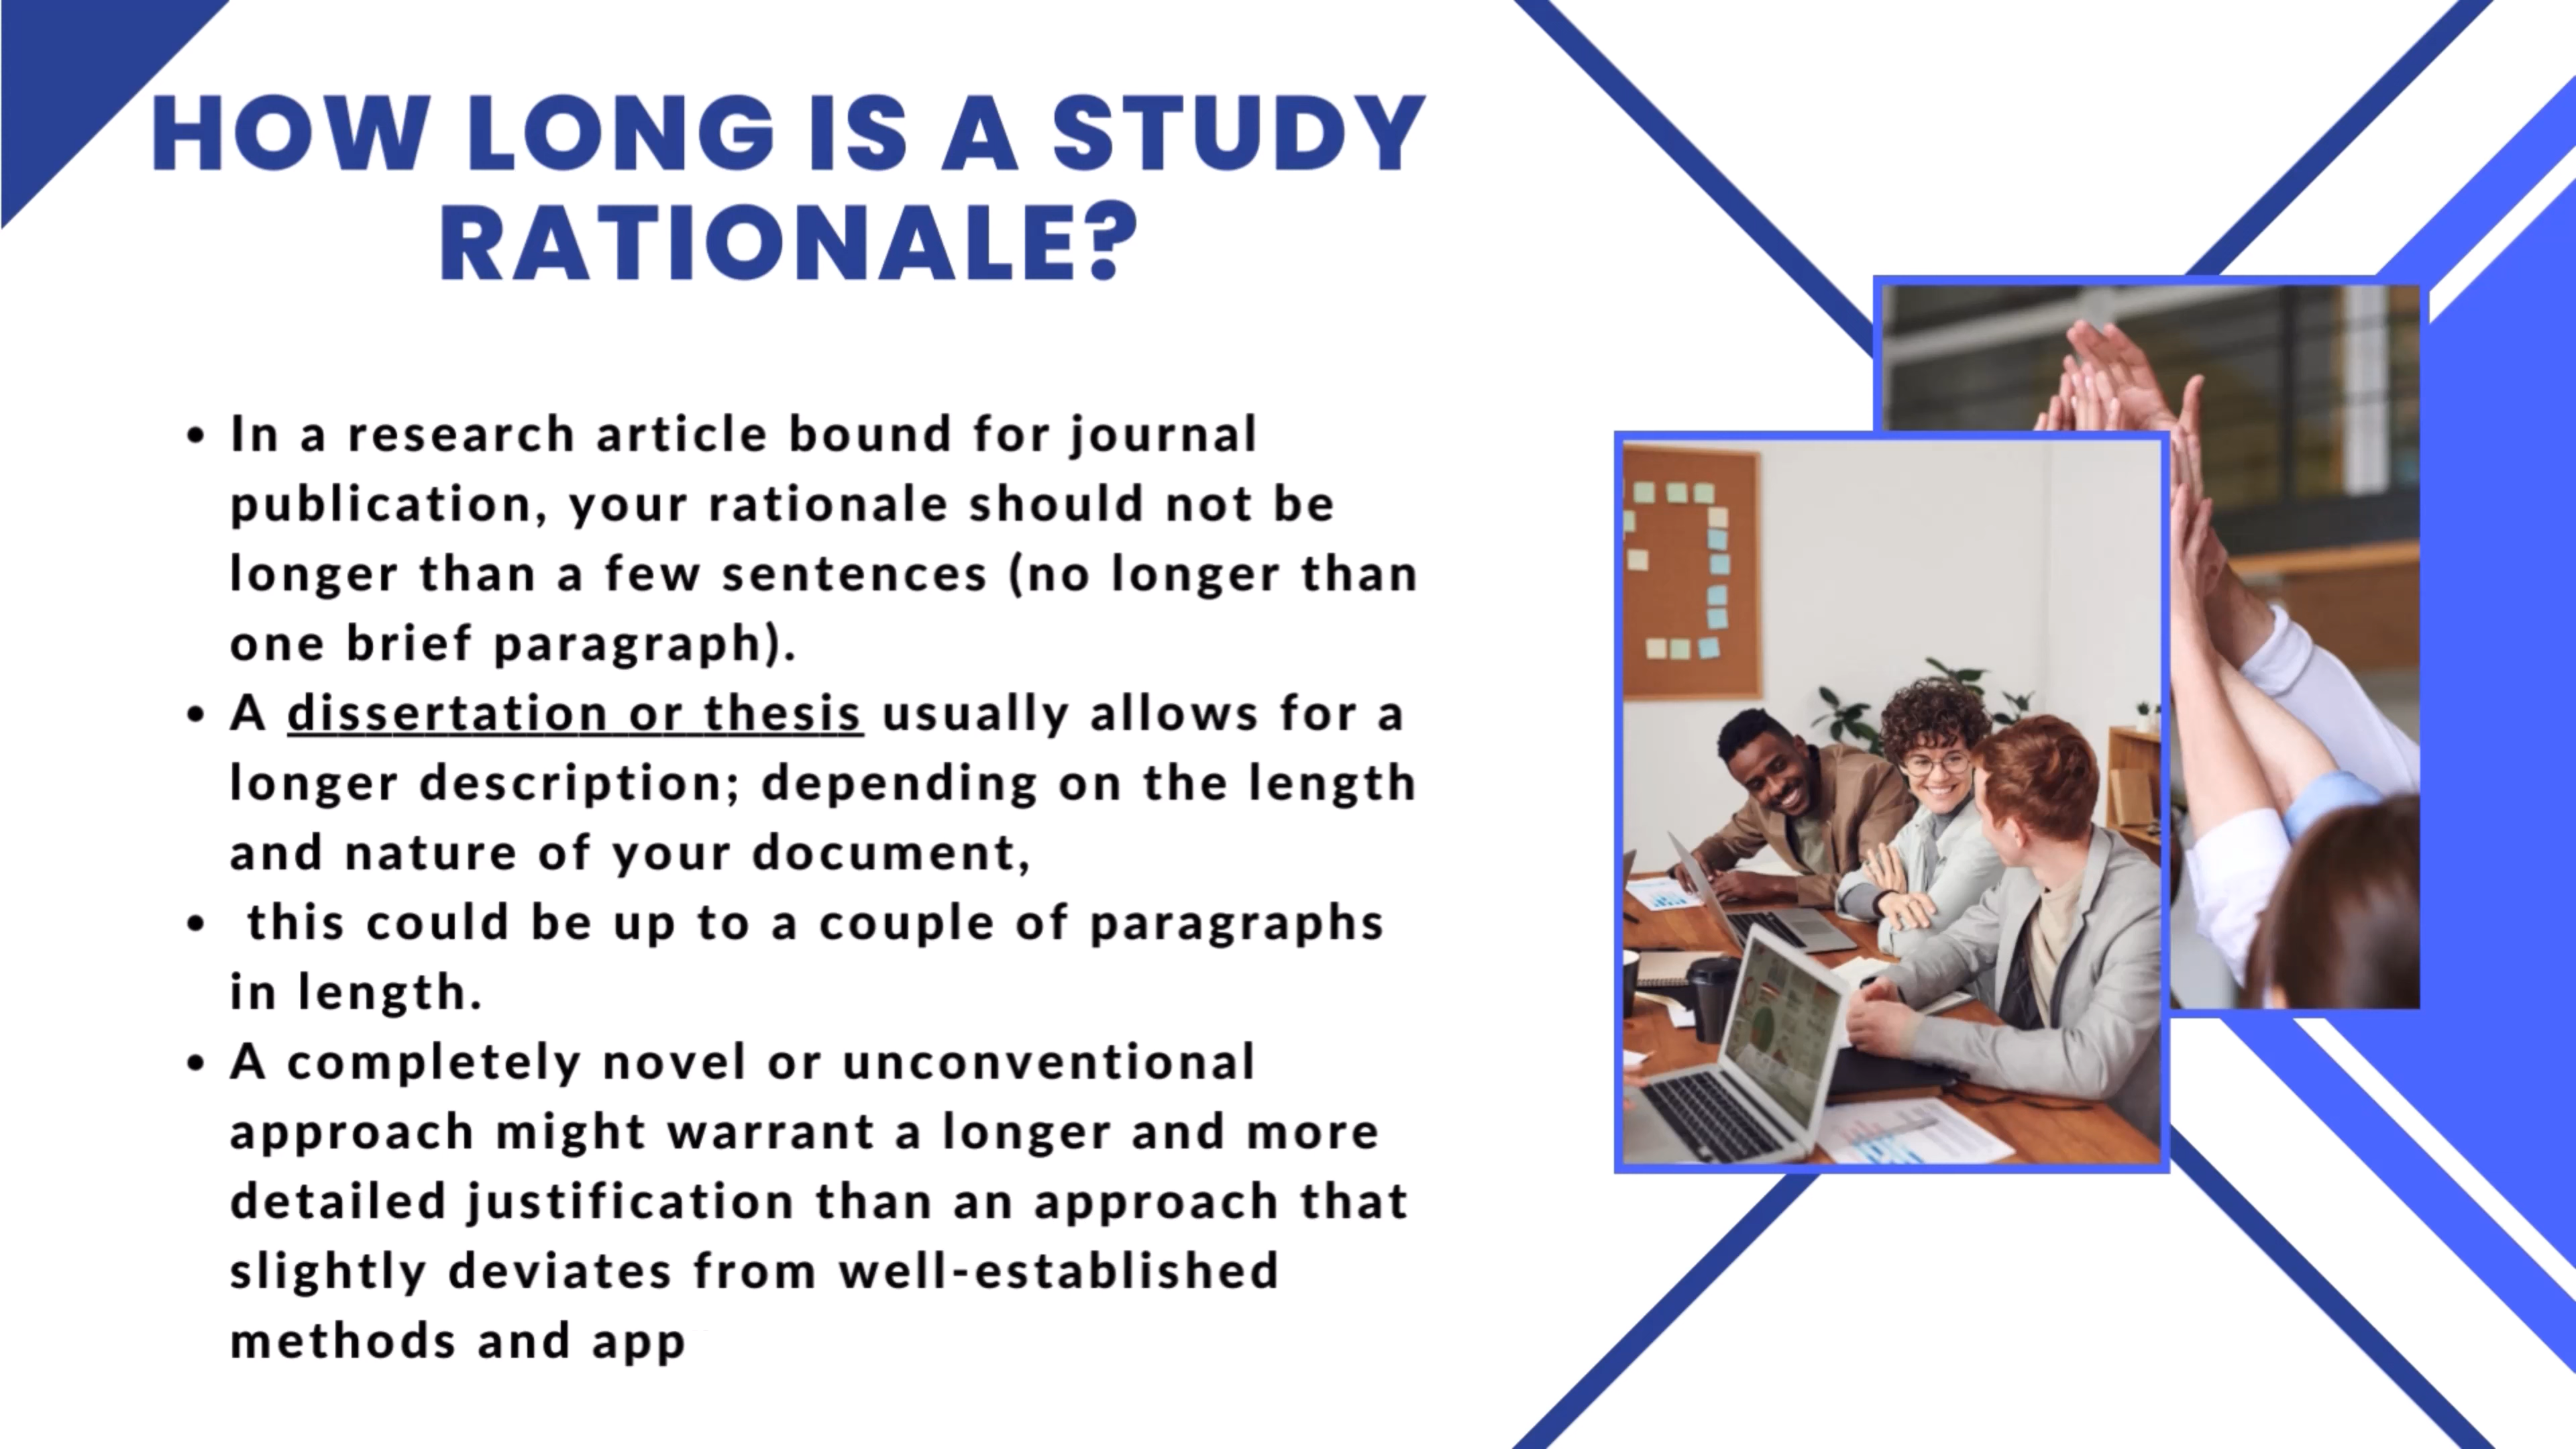 HOW LONG IS A STUDY
RATIONALE?
• In a research article bound for journal
publication, your rationale should not be
longer than a few sentences (no longer than
one brief paragraph).
• A dissertation or thesis usually allows for a
longer description; depending on the length
and nature of your document,
• this could be up to a couple of paragraphs
in length.
• A completely novel or unconventional
approach might warrant a longer and more
detailed justification than an approach that
slightly deviates from well-established
methods and app